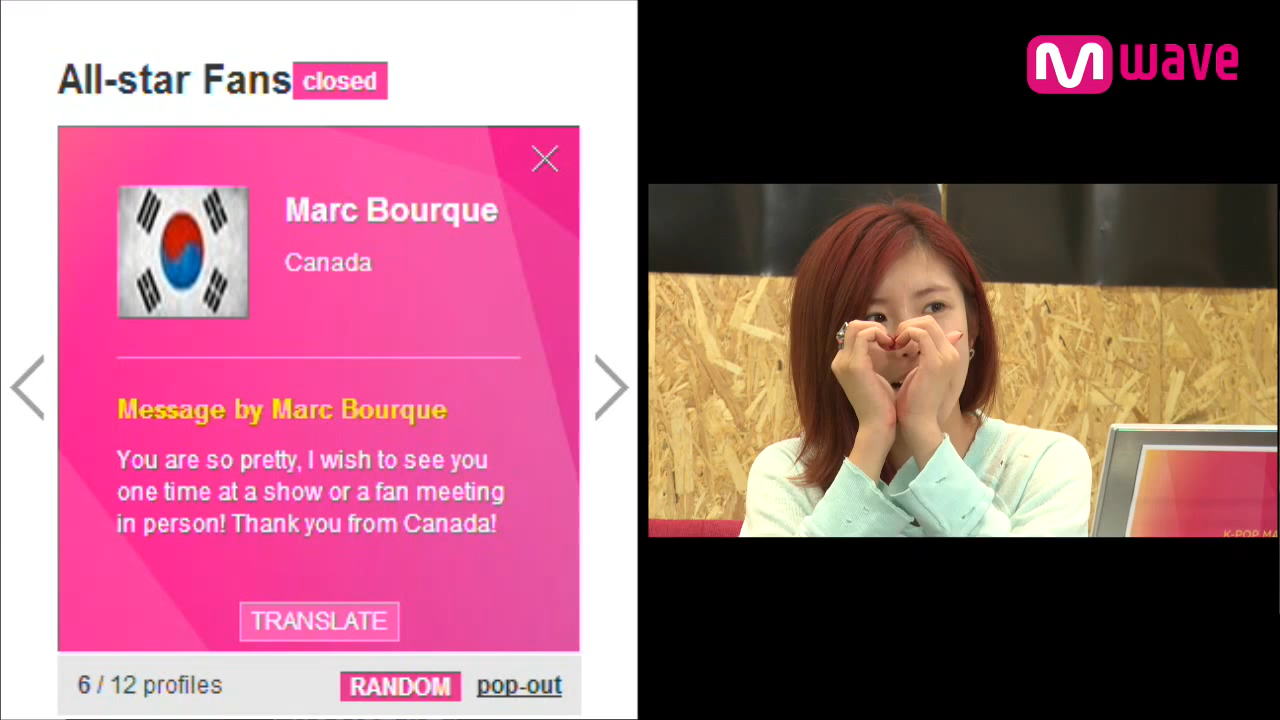 All-star Fans closed
Marc Bourque
Canada
Message by Marc Bourque
You are so pretty, I wish to see you
one time at a show or a fan meeting
in person! Thank you from Canada!
TRANSLATE
6 / 12 profiles RANDOM pop-out
M wave
K-POP MA